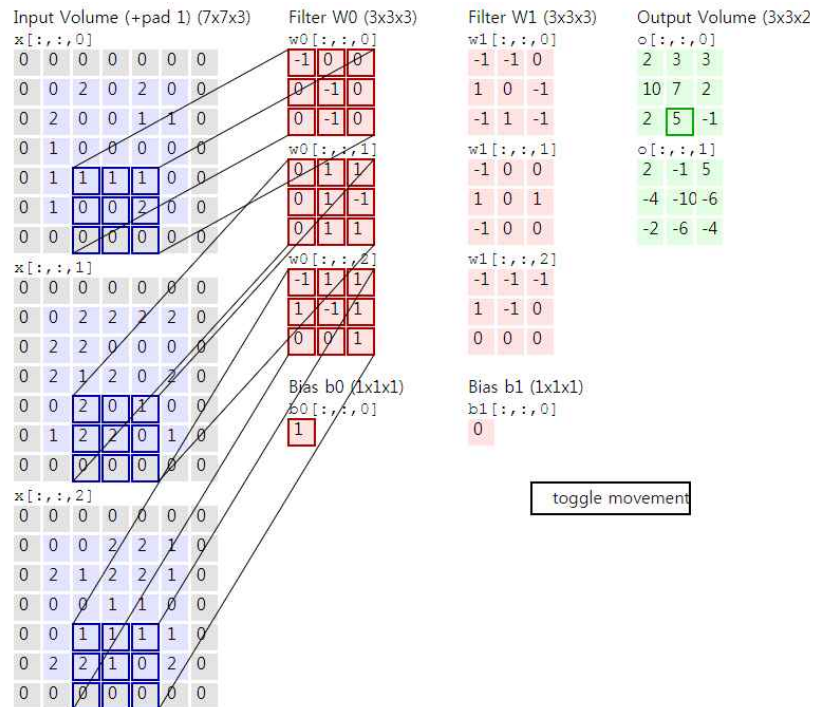 Input Volume (+pad 1) (7x7x3)
x[:,:,0]
0 0 0 0 0 0 0
0 0 2 0 2 0 0
0 2 0 0 1 1 0
0 1 0 0 0 0 0
0 1 1 1 1 0 0
0 1 0 0 2 0 0
0 0 0 0 0 0 0
x[:,:,1]
0 0 0 0 0 0 0
0 0 2 2 2 2 0
0 2 2 0 0 0 0
0 2 1 2 0 2 0
0 0 2 0 1 0 0
0 1 2 2 0 1 0
0 0 0 0 0 0 0
x[:,:,2]
0 0 0 0 0 0 0
0 0 0 2 2 1 0
0 2 1 2 2 1 0
0 0 0 1 1 0 0
0 0 1 1 1 1 0
0 2 2 1 0 2 0
0 0 0 0 0 0 0
Filter W0 (3x3x3)
w0[:,:,0]
-1 0 0
0 -1 0
0 -1 0
w0[:,:,1]
0 1 1
0 1 -1
0 1 1
w0[:,:,2]
-1 1 1
1 -1 1
0 0 1
Bias b0 (1x1x1)
b0[:,:,0]
1
Filter W1 (3x3x3)
w1[:,:,0]
-1 -1 0
1 0 -1
-1 1 -1
w1[:,:,1]
-1 0 0
1 0 1
-1 0 0
w1[:,:,2]
-1 -1 -1
1 -1 0
0 0 0
Bias b1 (1x1x1)
b1[:,:,0]
0
Output Volume (3x3x2
o[:,:,0]
2 3 3
10 7 2
2 5 -1
o[:,:,1]
2 -1 5
-4 -10 -6
-2 -6 -4
toggle movement